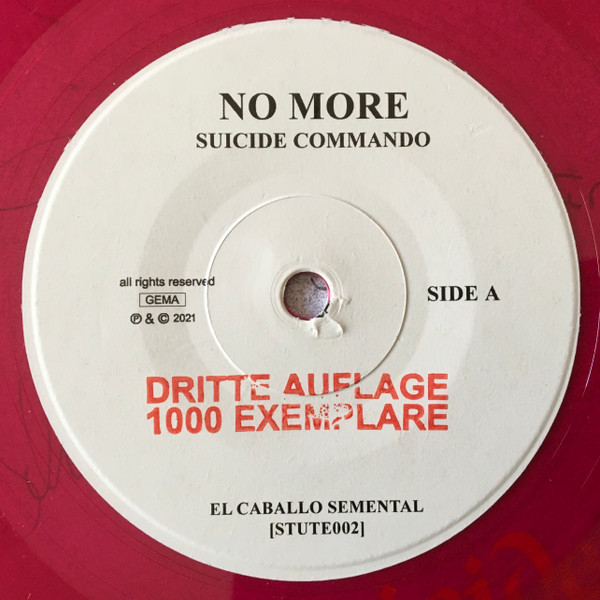 NO MORE
SUICIDE COMMANDO
all rights reserved
GEMA
℗ & © 2021
SIDE A
DRITTE AUFLAGE
1000 EXEMPLARE
EL CABALLO SEMENTAL
[STUTE002]